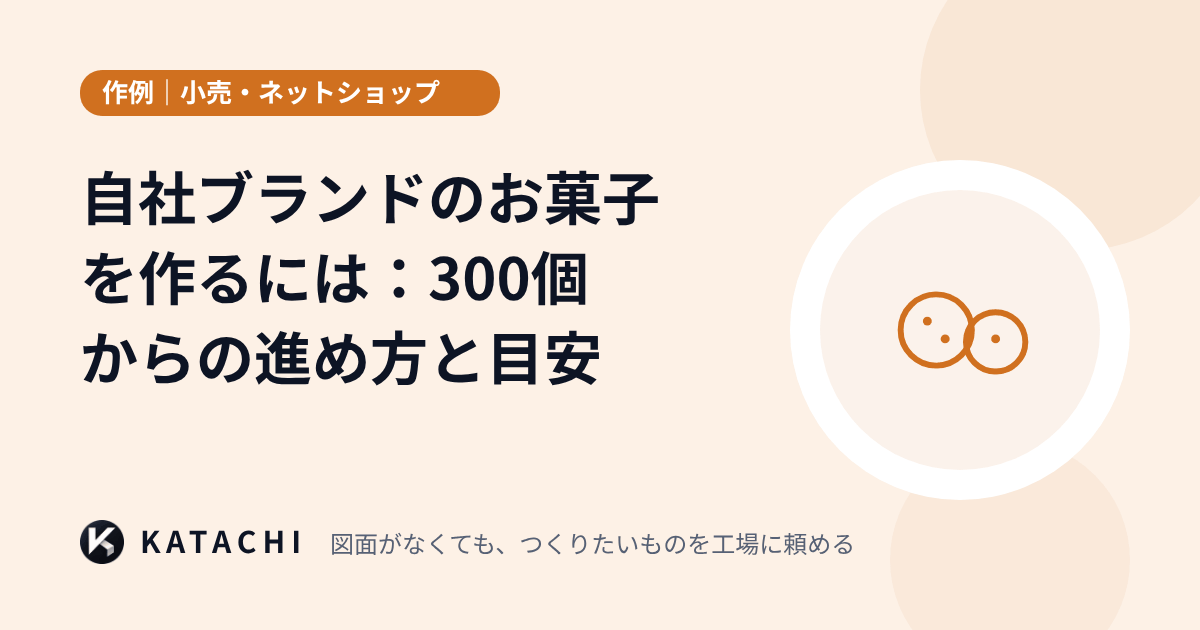 作例｜小売・ネットショップ
自社ブランドのお菓子
を作るには：300個
からの進め方と目安
KATACHI 図面がなくても、つくりたいものを工場に頼める